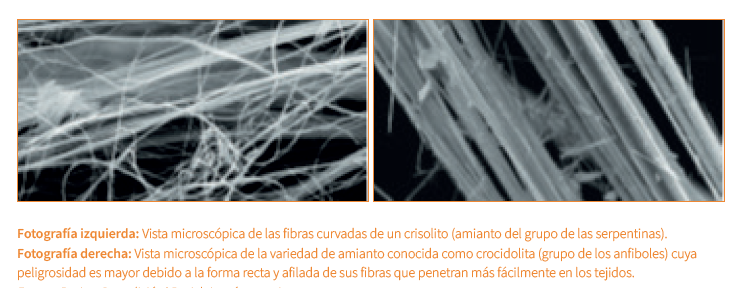 Fotografía izquierda: Vista microscópica de las fibras curvadas de un crisolito (amianto del grupo de las serpentinas).
Fotografía derecha: Vista microscópica de la variedad de amianto conocida como crocidolita (grupo de los anfiboles) cuya
peligrosidad es mayor debido a la forma recta y afilada de sus fibras que penetran más fácilmente en los tejidos.